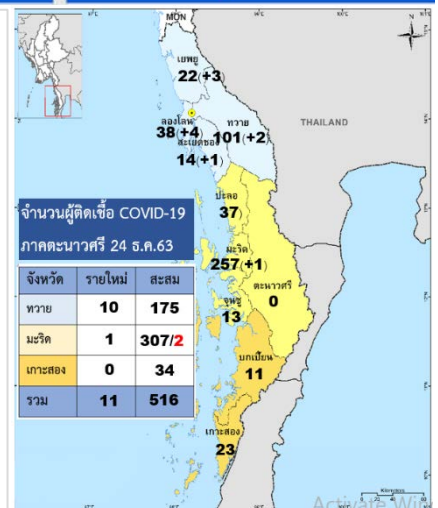 MON
N
เยพยู
22(+3)
THAILAND
ลองโลน
38(+4)
ทวาย
101(+2)
สะเยดชอง
14(+1)
ปะลอ
37)
มะริด
257(+1)
ตะนาวศรี
0
จุนซู
13
บกเปี้ยน
11
เกาะสอง
23
จำนวนผู้ติดเชื้อ COVID-19
ภาคตะนาวศรี 24 ธ.ค.63
จังหวัด รายใหม่ สะสม
ทวาย 10 175
มะริด 1 307/2
เกาะสอง 0 34
รวม 11 516
Kilometers
Activate Win